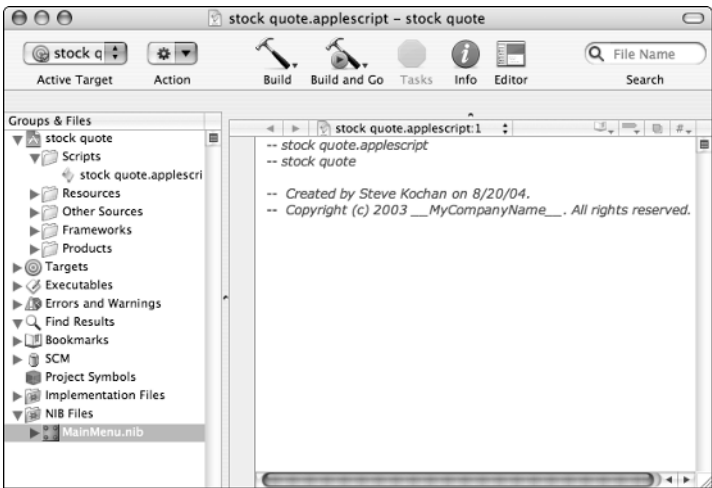 stock quote.applescript – stock quote
stock q
File Name
Active Target Action Build Build and Go Tasks Info Editor Search
Groups & Files
stock quote
Scripts
stock quote.applescri
Resources
Other Sources
Frameworks
Products
Targets
Executables
Errors and Warnings
Find Results
Bookmarks
SCM
Project Symbols
Implementation Files
NIB Files
MainMenu.nib
stock quote.applescript:1
#
-- stock quote.applescript
-- stock quote
-- Created by Steve Kochan on 8/20/04.
-- Copyright (c) 2003 __MyCompanyName__. All rights reserved.